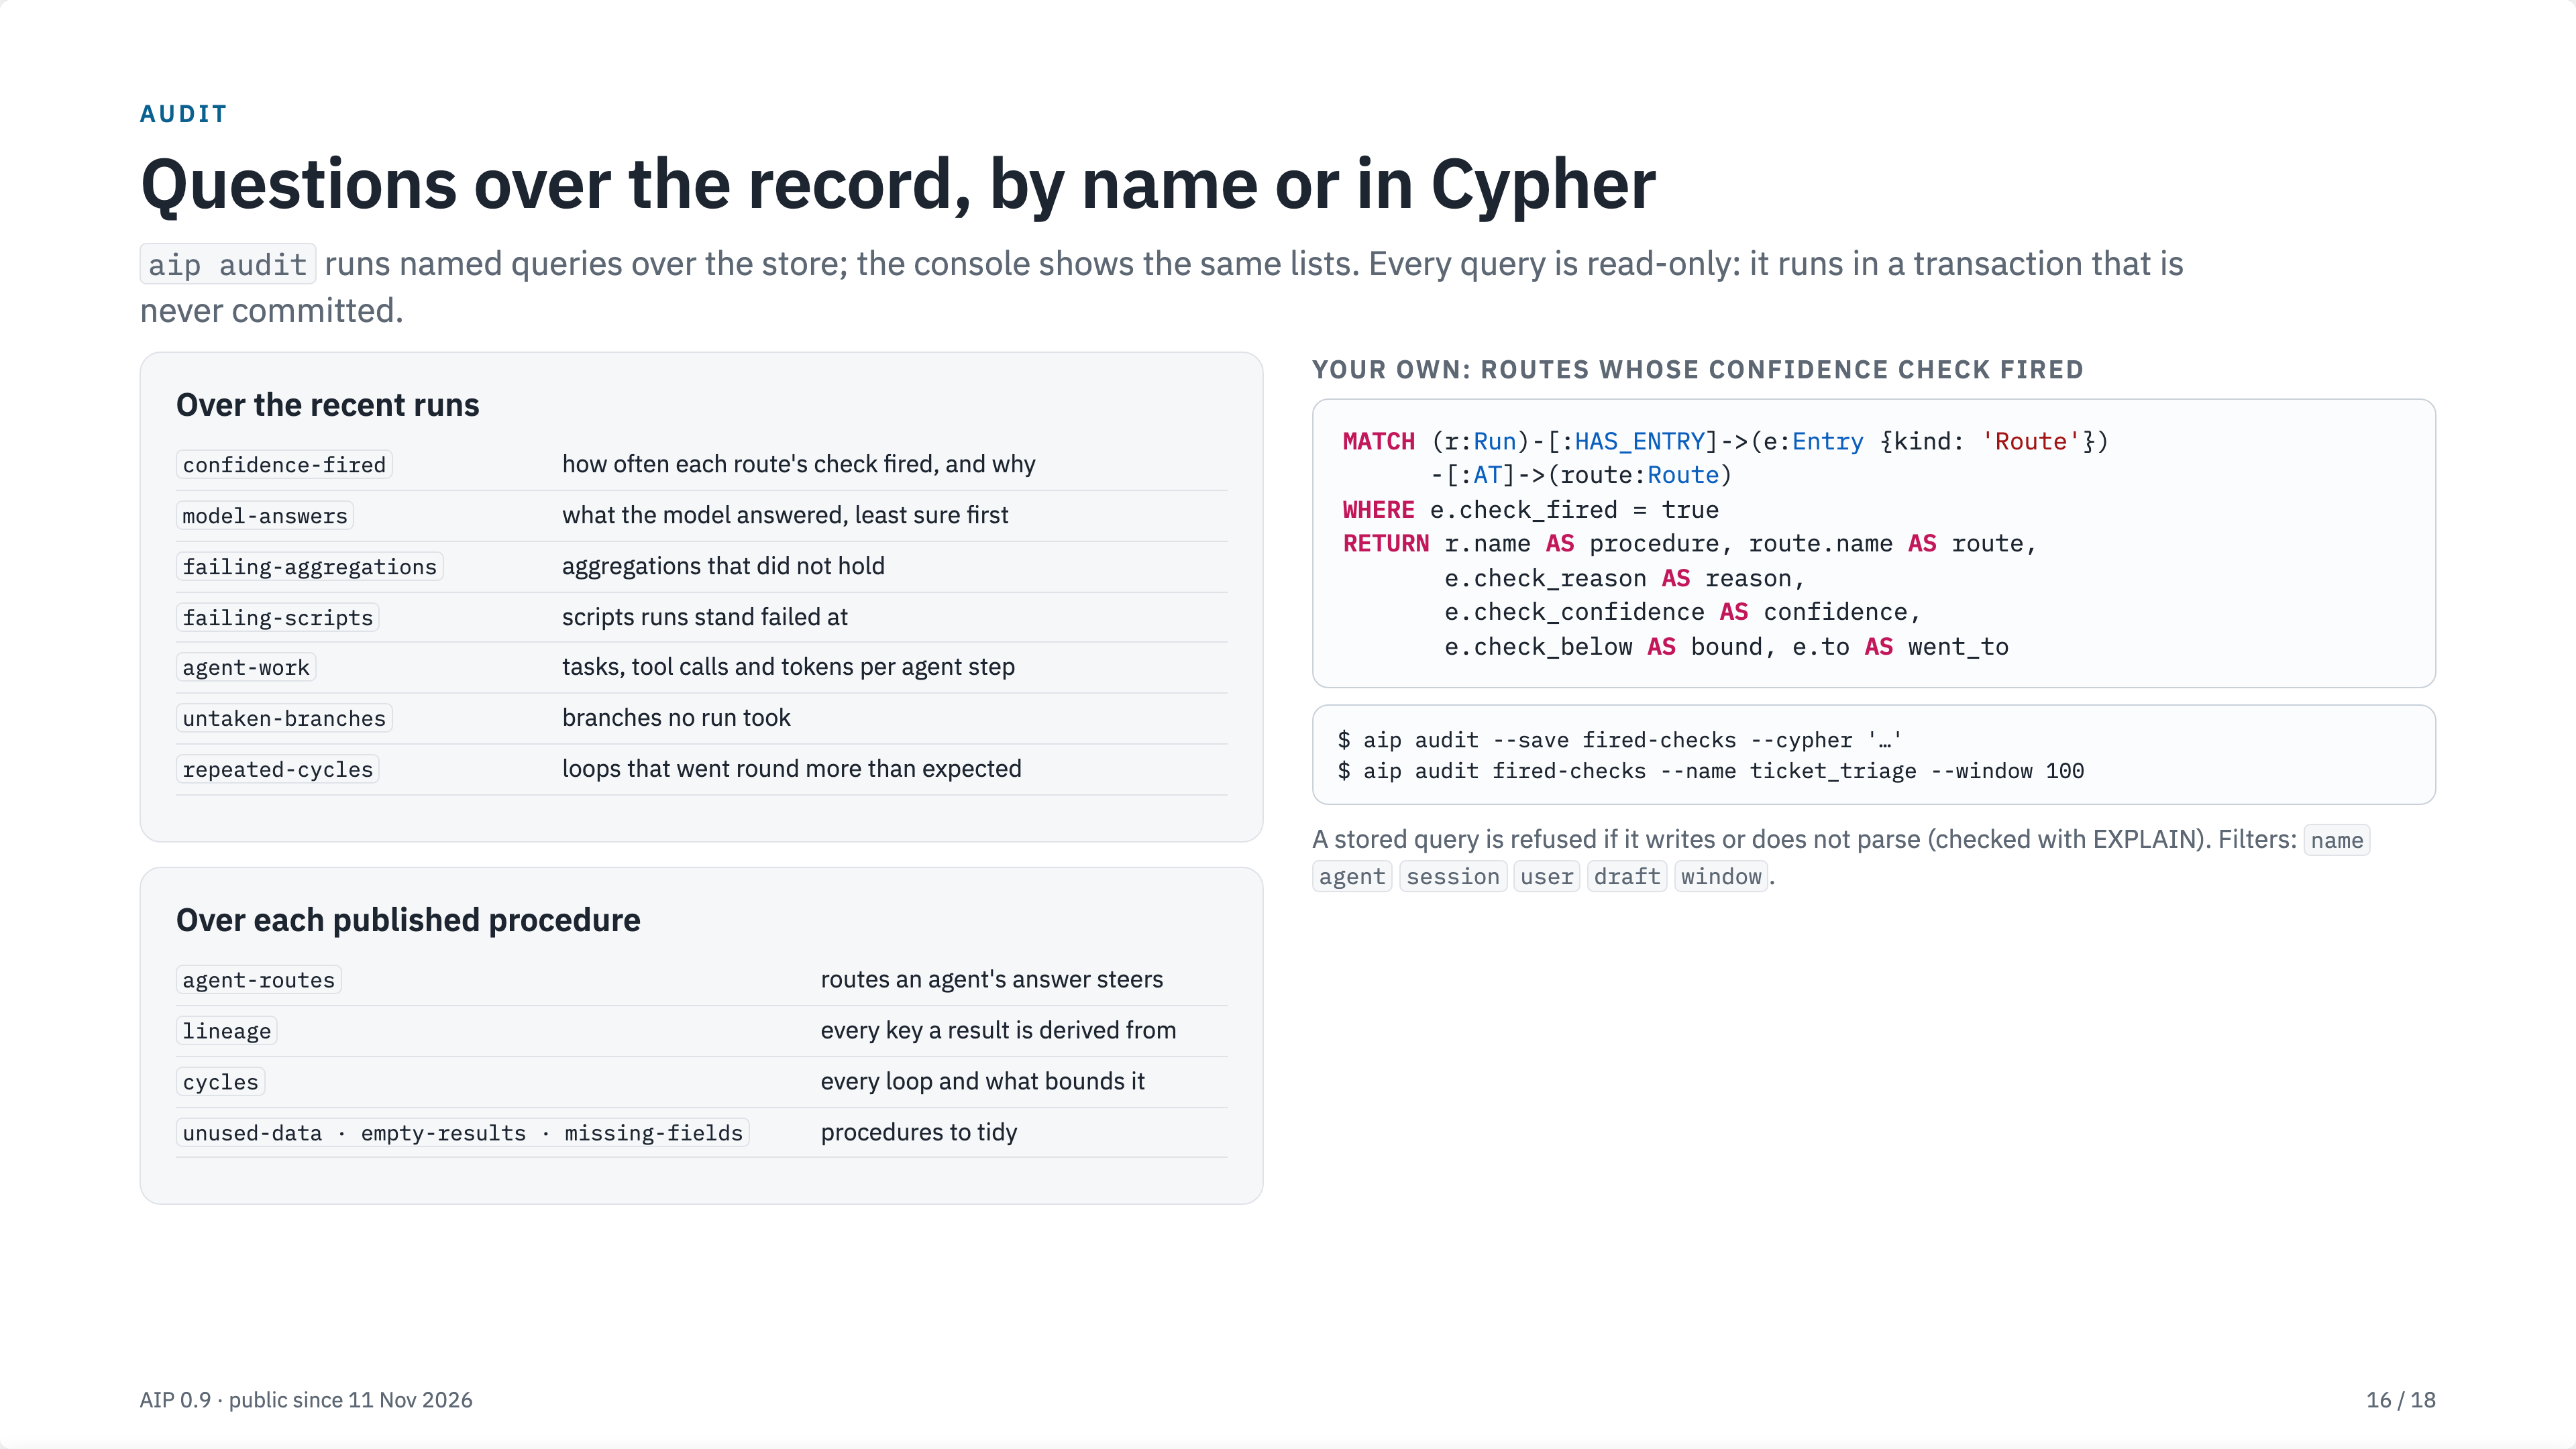 AUDIT
Questions over the record, by name or in Cypher
aip audit runs named queries over the store; the console shows the same lists. Every query is read-only: it runs in a transaction that is
never committed.
Over the recent runs
confidence-fired how often each route's check fired, and why
model-answers what the model answered, least sure first
failing-aggregations aggregations that did not hold
failing-scripts scripts runs stand failed at
agent-work tasks, tool calls and tokens per agent step
untaken-branches branches no run took
repeated-cycles loops that went round more than expected
Over each published procedure
agent-routes routes an agent's answer steers
lineage every key a result is derived from
cycles every loop and what bounds it
unused-data · empty-results · missing-fields procedures to tidy
YOUR OWN: ROUTES WHOSE CONFIDENCE CHECK FIRED
MATCH (r:Run)-[:HAS_ENTRY]->(e:Entry {kind: 'Route'})
-[:AT]->(route:Route)
WHERE e.check_fired = true
RETURN r.name AS procedure, route.name AS route,
e.check_reason AS reason,
e.check_confidence AS confidence,
e.check_below AS bound, e.to AS went_to
$ aip audit --save fired-checks --cypher '…'
$ aip audit fired-checks --name ticket_triage --window 100
A stored query is refused if it writes or does not parse (checked with EXPLAIN). Filters: name
agent session user draft window.
AIP 0.9 · public since 11 Nov 2026
16 / 18